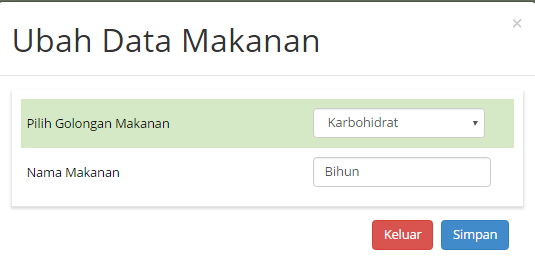 Ubah Data Makanan
×
Pilih Golongan Makanan
Karbohidrat
Nama Makanan
Bihun
Keluar
Simpan